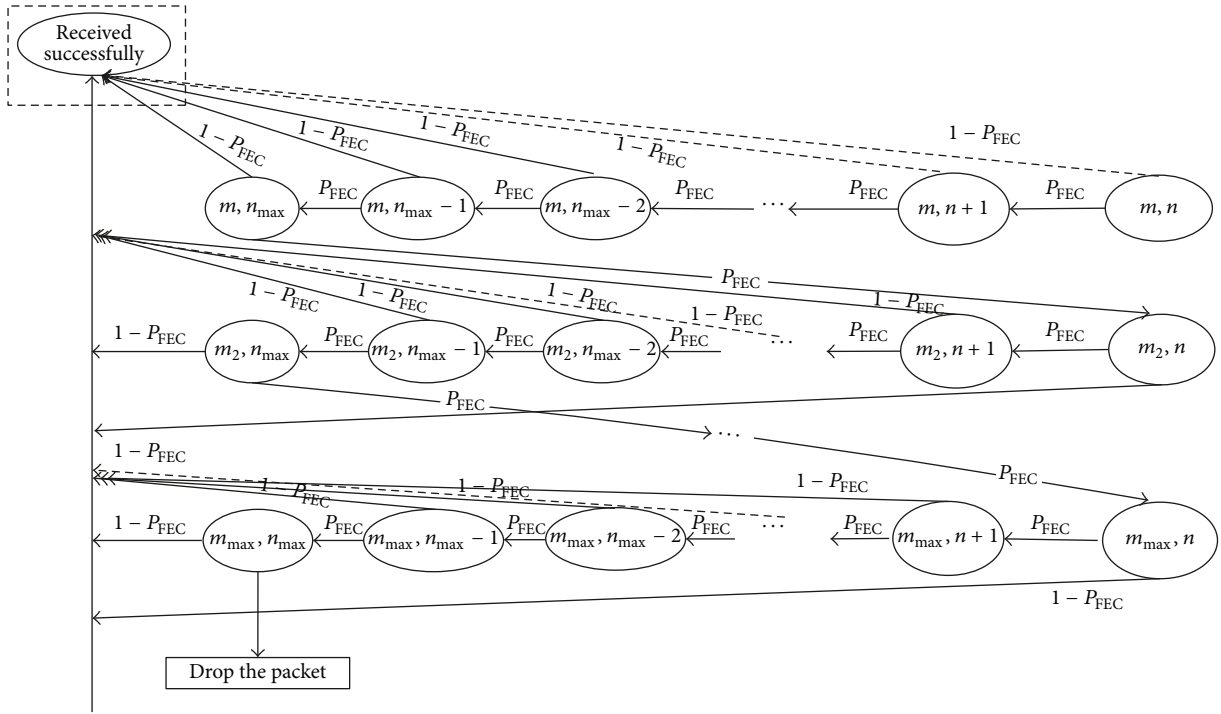 Received
successfully
1 − P_FEC
1 − P_FEC
1 − P_FEC
1 − P_FEC
1 − P_FEC
P_FEC
P_FEC
P_FEC
P_FEC
P_FEC
m, n_max
m, n_max − 1
m, n_max − 2
...
m, n + 1
m, n
P_FEC
1 − P_FEC
1 − P_FEC
1 − P_FEC
1 − P_FEC
1 − P_FEC
1 − P_FEC
P_FEC
P_FEC
P_FEC
P_FEC
P_FEC
m_2, n_max
m_2, n_max − 1
m_2, n_max − 2
...
m_2, n + 1
m_2, n
P_FEC
...
1 − P_FEC
P_FEC
1 − P_FEC
1 − P_FEC
1 − P_FEC
1 − P_FEC
P_FEC
P_FEC
P_FEC
P_FEC
P_FEC
m_max, n_max
m_max, n_max − 1
m_max, n_max − 2
...
m_max, n + 1
m_max, n
1 − P_FEC
Drop the packet